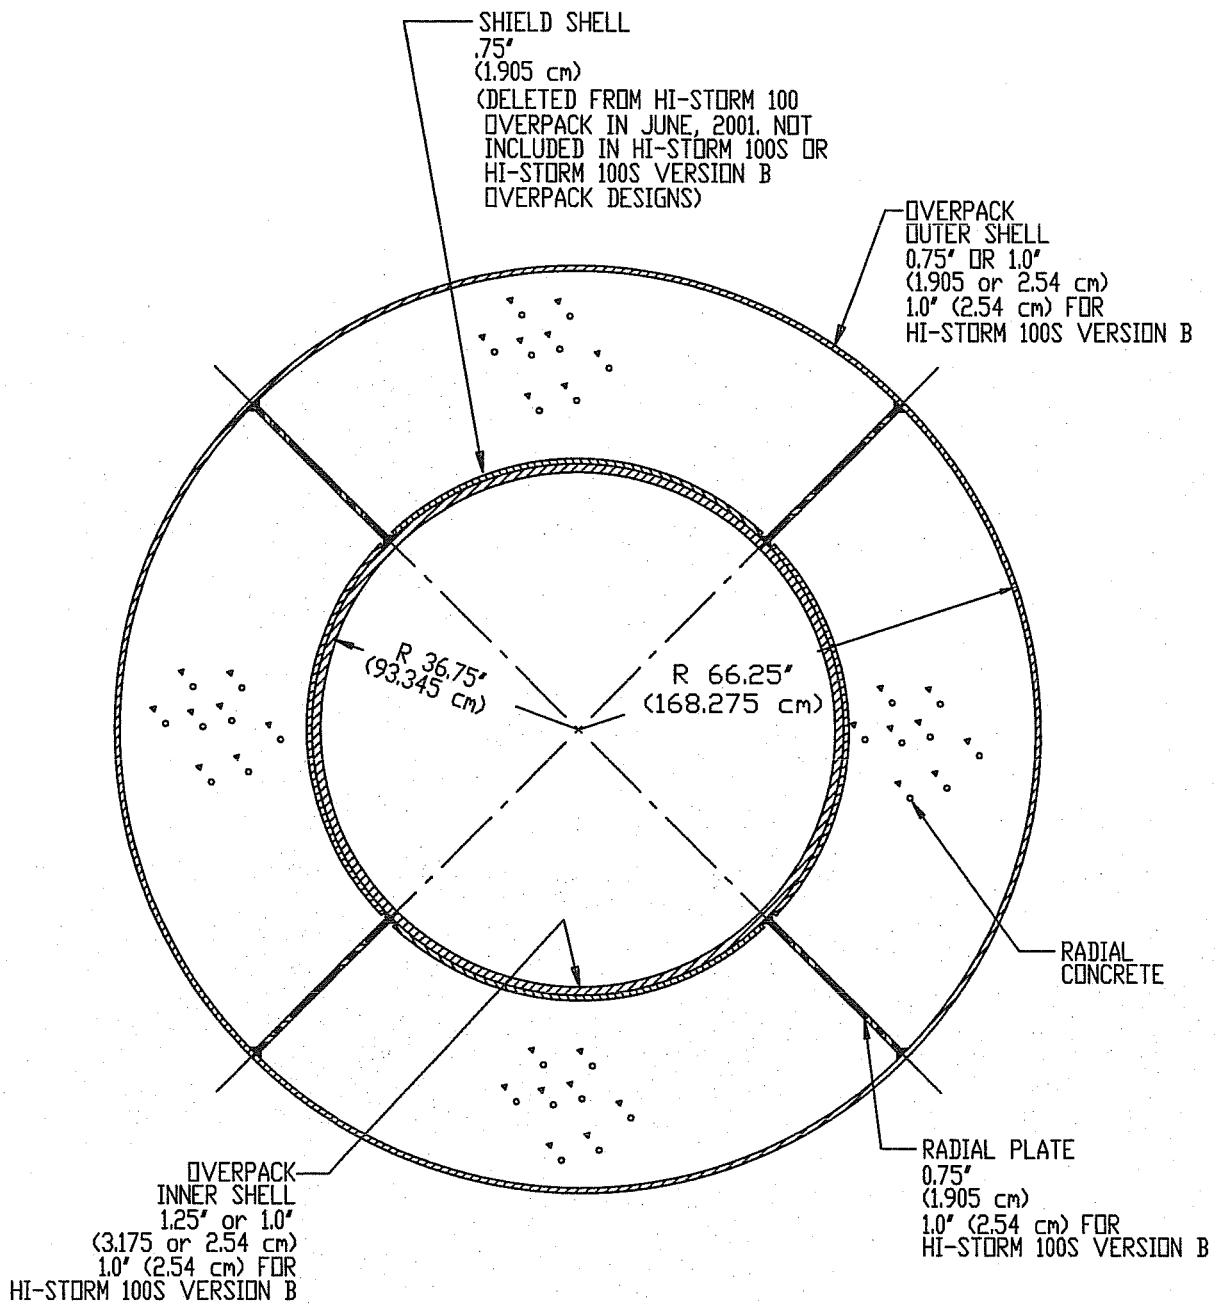 SHIELD SHELL
.75"
(1.905 cm)
(DELETED FROM HI-STORM 100
OVERPACK IN JUNE, 2001. NOT
INCLUDED IN HI-STORM 100S OR
HI-STORM 100S VERSION B
OVERPACK DESIGNS)
OVERPACK
OUTER SHELL
0.75" OR 1.0"
(1.905 or 2.54 cm)
1.0" (2.54 cm) FOR
HI-STORM 100S VERSION B
R 36.75"
(93.345 cm)
R 66.25"
(168.275 cm)
RADIAL
CONCRETE
RADIAL PLATE
0.75"
(1.905 cm)
1.0" (2.54 cm) FOR
HI-STORM 100S VERSION B
OVERPACK
INNER SHELL
1.25" or 1.0"
(3.175 or 2.54 cm)
1.0" (2.54 cm) FOR
HI-STORM 100S VERSION B